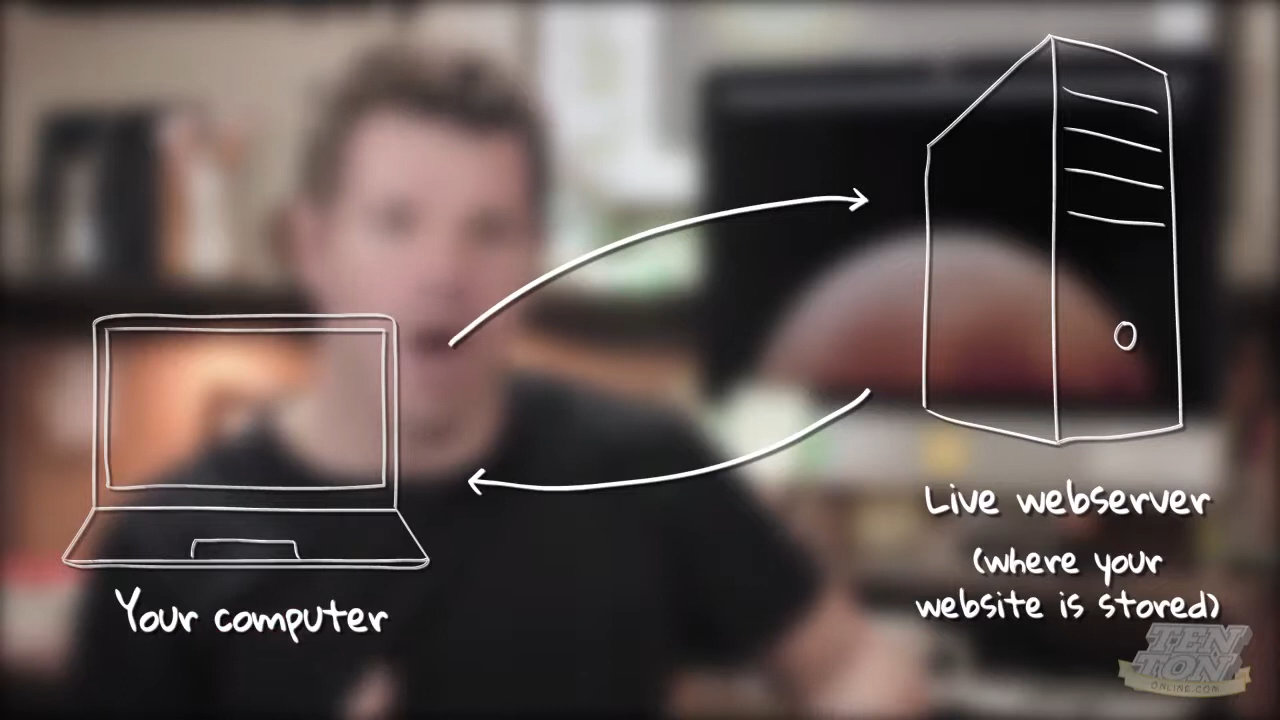 Your computer
Live webserver
(where your
website is stored)
TEN
TON
ONLINE.COM